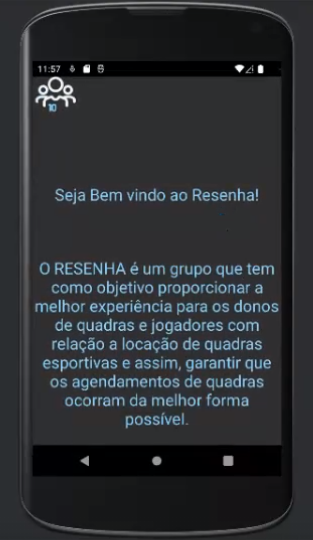 11:57
10
Seja Bem vindo ao Resenha!
O RESENHA é um grupo que tem
como objetivo proporcionar a
melhor experiência para os donos
de quadras e jogadores com
relação a locação de quadras
esportivas e assim, garantir que
os agendamentos de quadras
ocorram da melhor forma
possível.